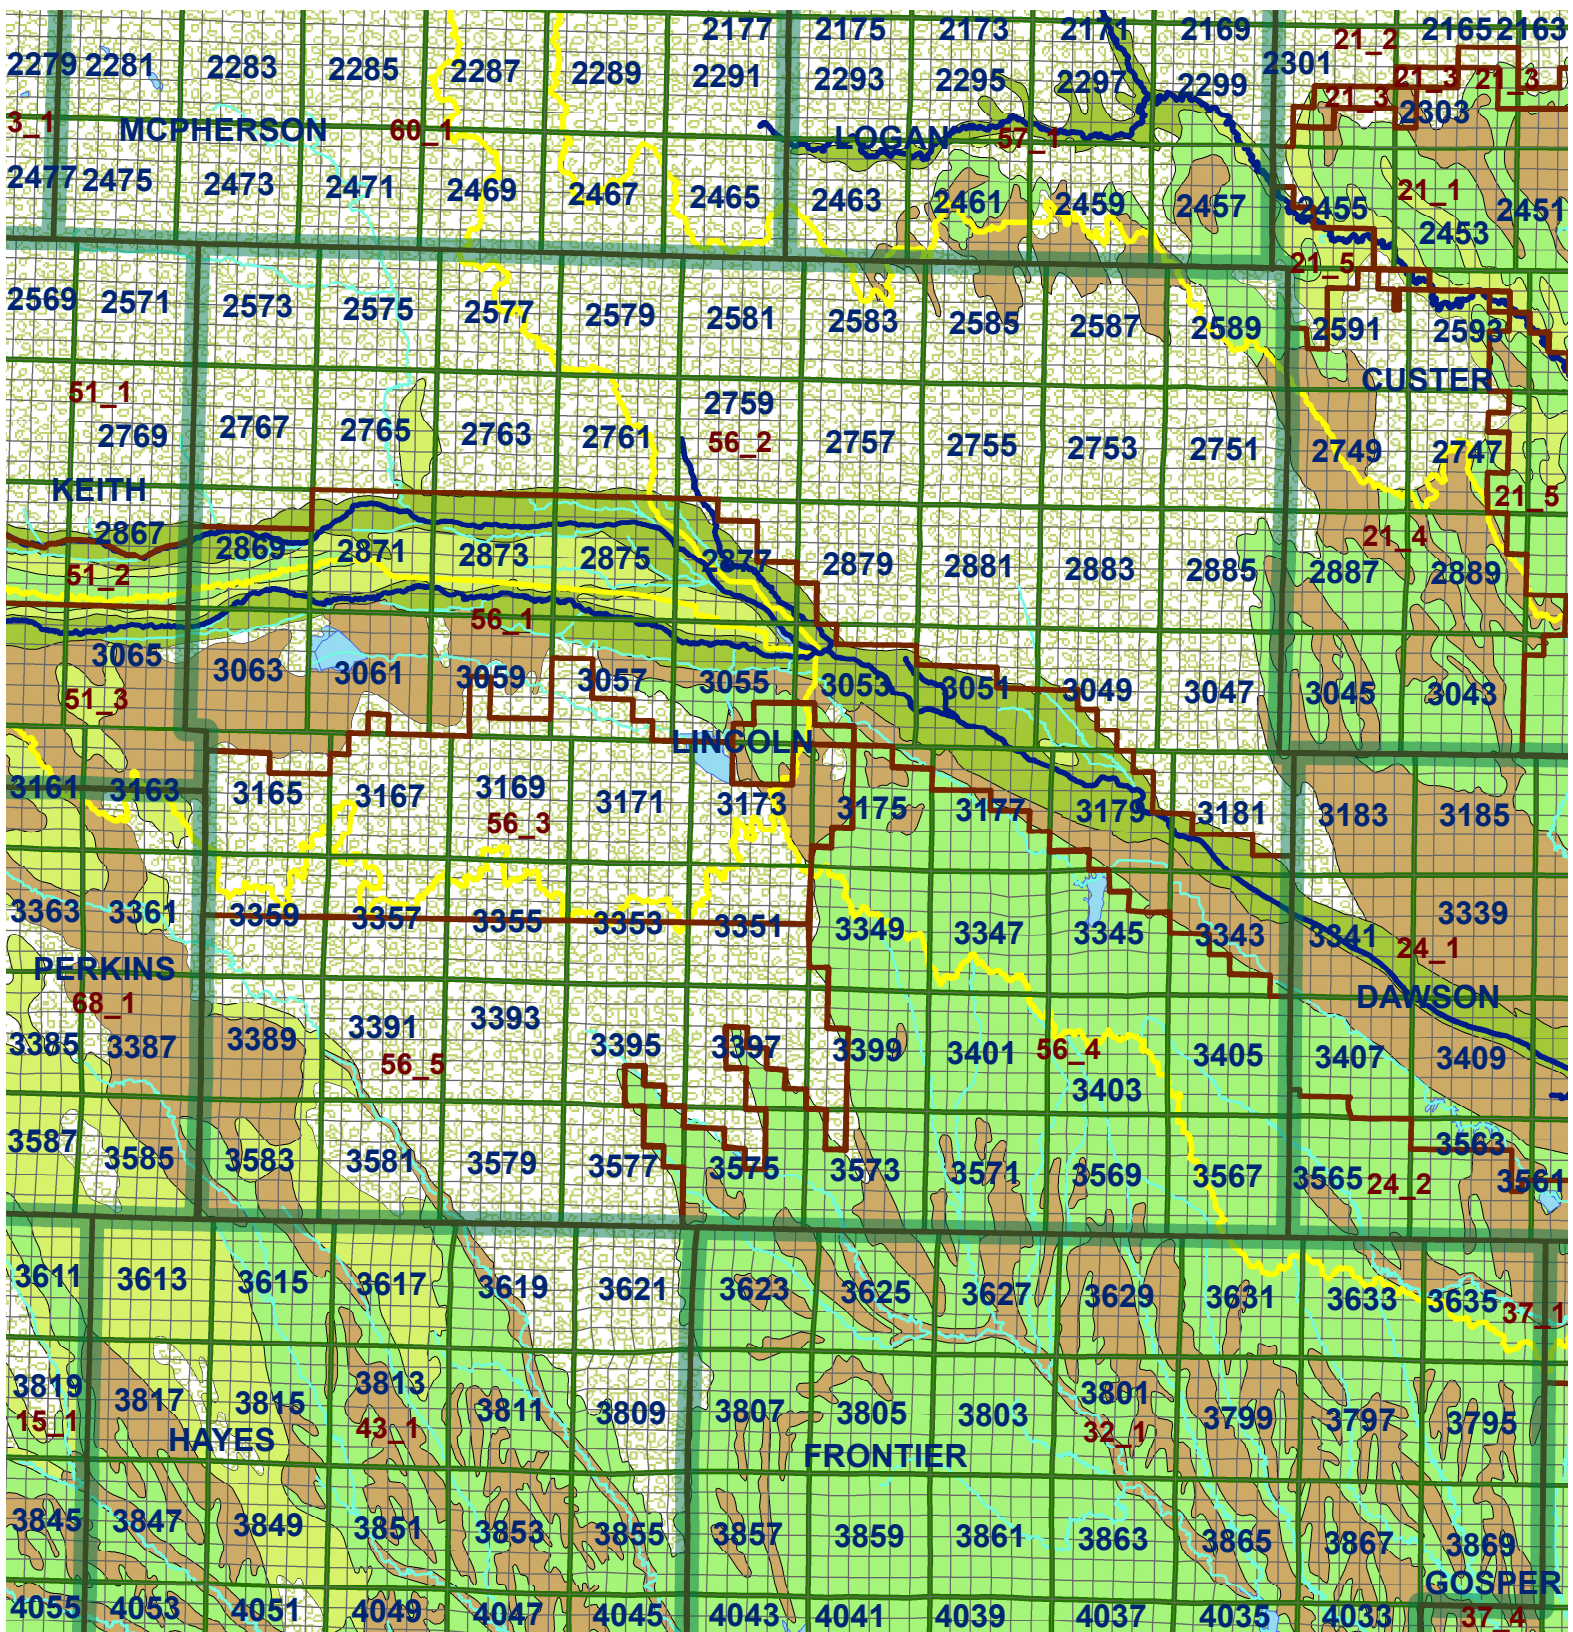 2177 2175 2173 2171 2169 21_2 2165 2163
2279 2281 2283 2285 2287 2289 2291 2293 2295 2297 2299 2301 21_3 21_3
21_3 2303
3_1 MCPHERSON 60_1 LOGAN 57_1
2477 2475 2473 2471 2469 2467 2465 2463 2461 2459 2457 2455 21_1 2451
2453
21_5
2569 2571 2573 2575 2577 2579 2581 2583 2585 2587 2589 2591 2593
51_1 2759 CUSTER
2769 2767 2765 2763 2761 56_2 2757 2755 2753 2751 2749 2747
KEITH 21_5
2867 2869 2871 2873 2875 2877 2879 2881 2883 2885 21_4
51_2 2887 2889
56_1
3065 3063 3061 3059 3057 3055 3053 3051 3049 3047 3045 3043
51_3
LINCOLN
3161 3163 3165 3167 3169 3171 3173 3175 3177 3179 3181 3183 3185
56_3
3363 3361 3359 3357 3355 3353 3351 3349 3347 3345 3343 3341 3339
24_1
PERKINS
68_1 DAWSON
3385 3387 3389 3391 3393 3395 3397 3399 3401 56_4 3405 3407 3409
56_5 3403
3587 3585 3583 3581 3579 3577 3575 3573 3571 3569 3567 3565 24_2 3563 3561
3611 3613 3615 3617 3619 3621 3623 3625 3627 3629 3631 3633 3635 37_1
3819 3817 3815 3813 3811 3809 3807 3805 3803 3801 3799 3797 3795
15_1 HAYES 43_1 32_1
FRONTIER
3845 3847 3849 3851 3853 3855 3857 3859 3861 3863 3865 3867 3869
GOSPER
4055 4053 4051 4049 4047 4045 4043 4041 4039 4037 4035 4033 37_4